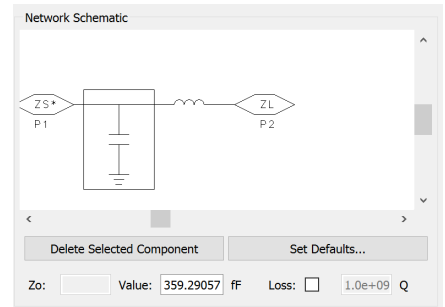 Network Schematic
ZS*
P1
ZL
P2
Delete Selected Component
Set Defaults...
Zo:
Value: 359.29057 fF
Loss:
1.0e+09 Q